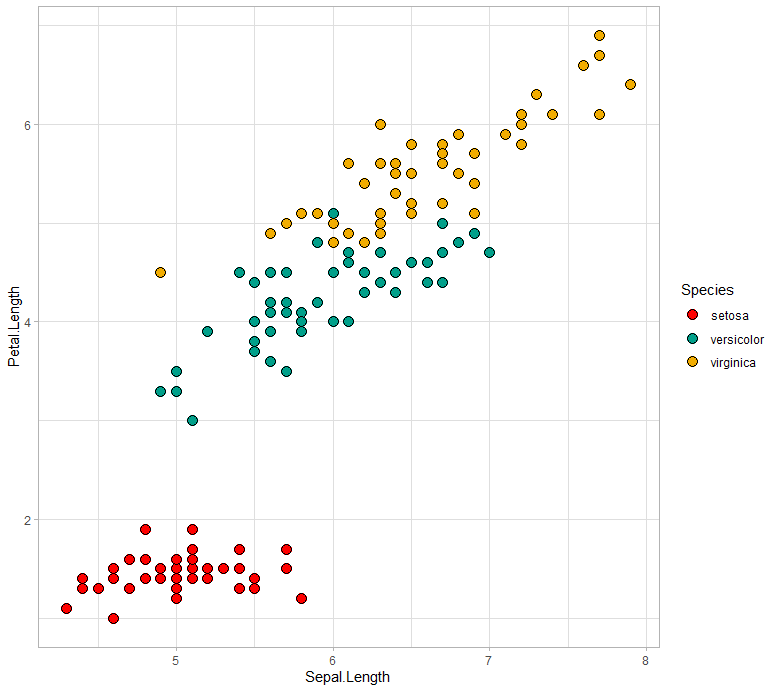 6
4
2
Petal.Length
5 6 7 8
Sepal.Length
Species
setosa
versicolor
virginica